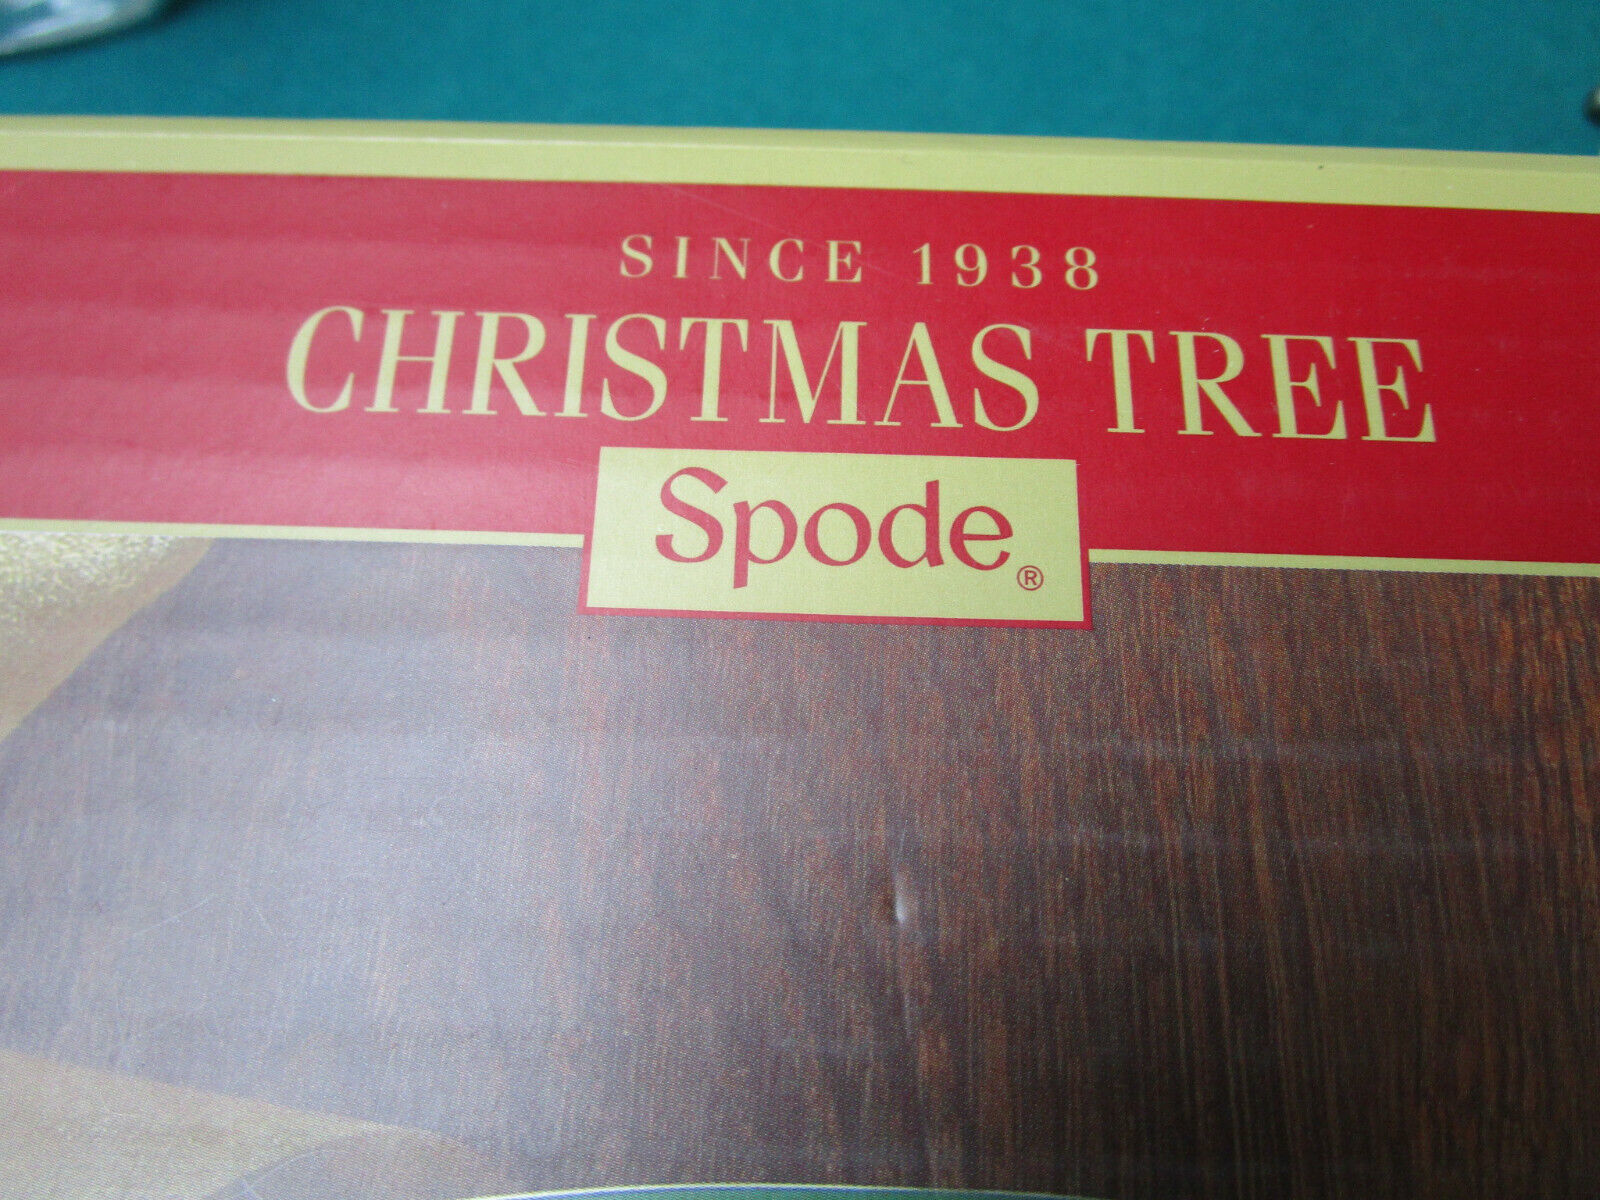 SINCE 1938
CHRISTMAS TREE
Spode®